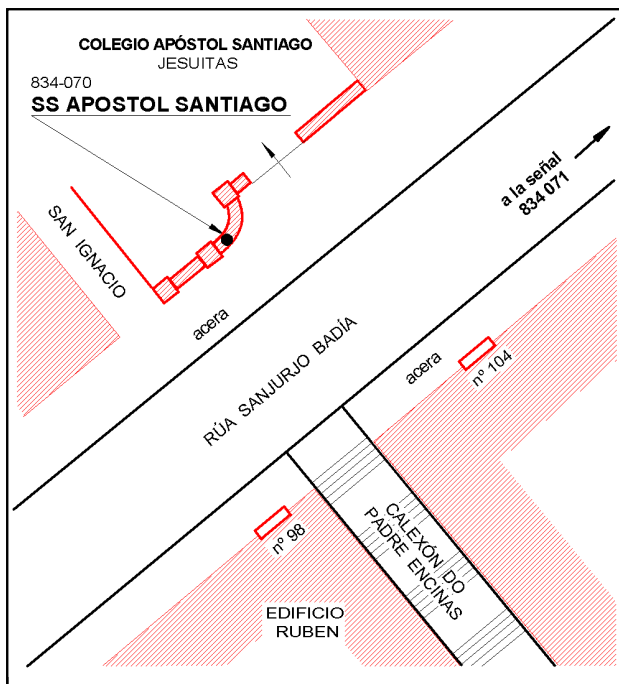 COLEGIO APÓSTOL SANTIAGO
JESUITAS
834-070
SS APOSTOL SANTIAGO
a la señal
834 071
SAN IGNACIO
acera
RÚA SANJURJO BADÍA
acera
nº 104
nº 98
CALEXÓN DO
PADRE ENCINAS
EDIFICIO
RUBEN